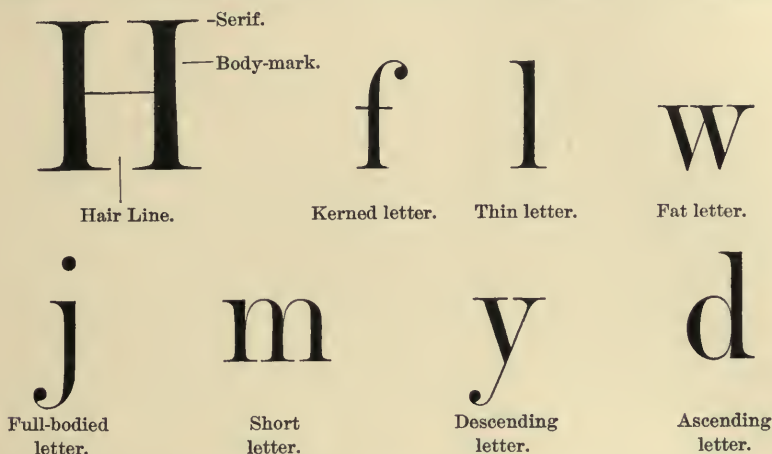 H -Serif.
Body-mark.
f l w
Hair Line.
Kerned letter. Thin letter. Fat letter.
j m y d
Full-bodied letter.
Short letter.
Descending letter.
Ascending letter.